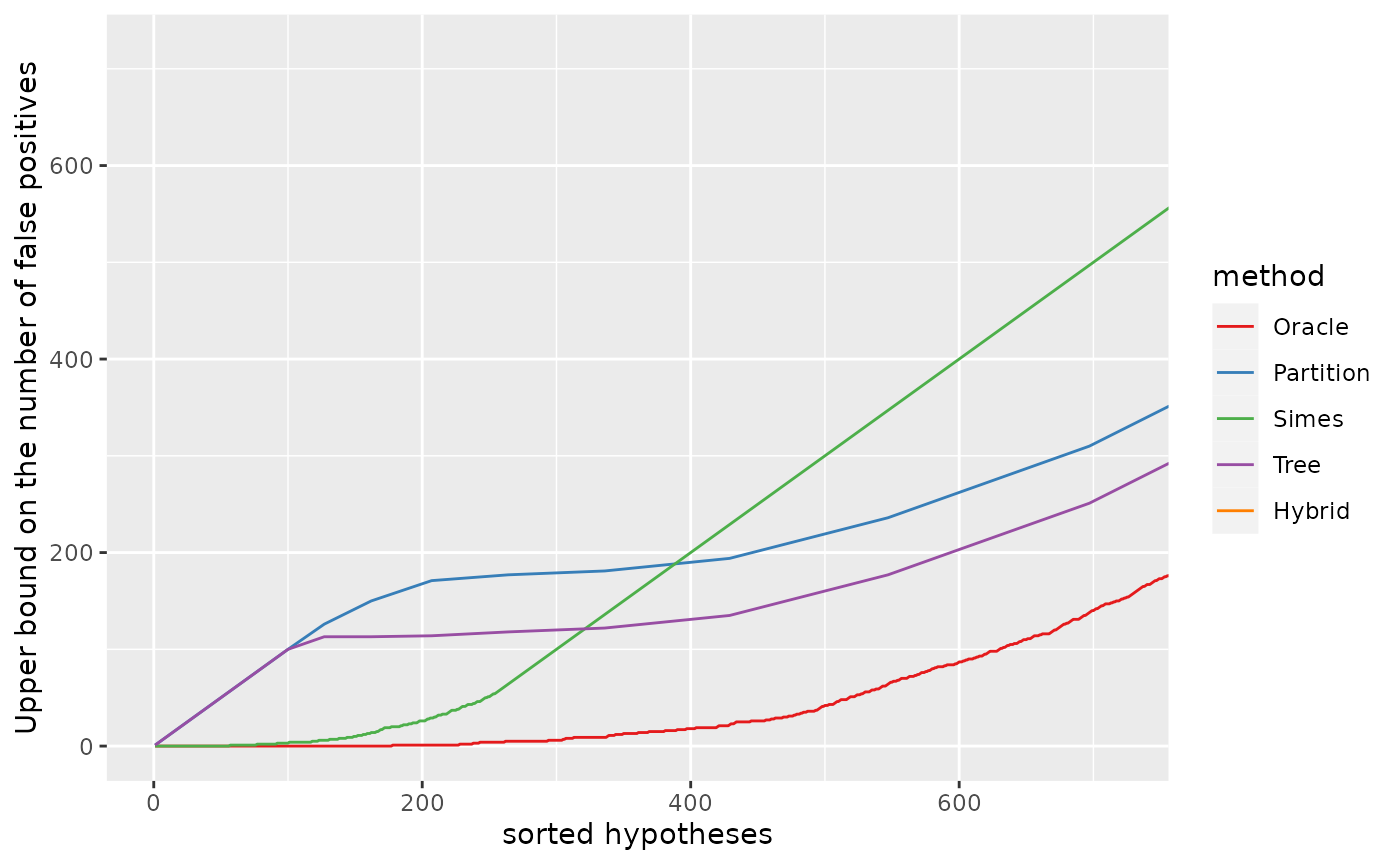 Upper bound on the number of false positives
600
400
200
0
0 200 400 600
sorted hypotheses
method
Oracle
Partition
Simes
Tree
Hybrid